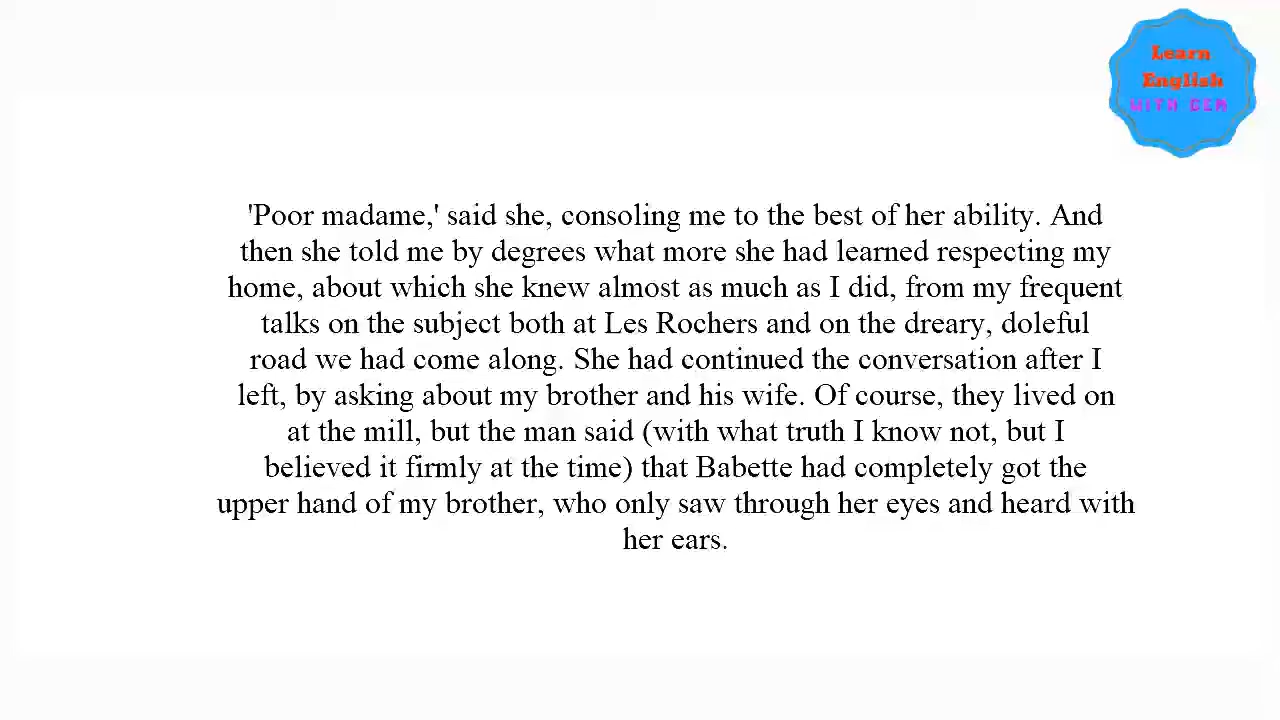 Learn
English
WITH BEN
'Poor madame,' said she, consoling me to the best of her ability. And
then she told me by degrees what more she had learned respecting my
home, about which she knew almost as much as I did, from my frequent
talks on the subject both at Les Rochers and on the dreary, doleful
road we had come along. She had continued the conversation after I
left, by asking about my brother and his wife. Of course, they lived on
at the mill, but the man said (with what truth I know not, but I
believed it firmly at the time) that Babette had completely got the
upper hand of my brother, who only saw through her eyes and heard with
her ears.